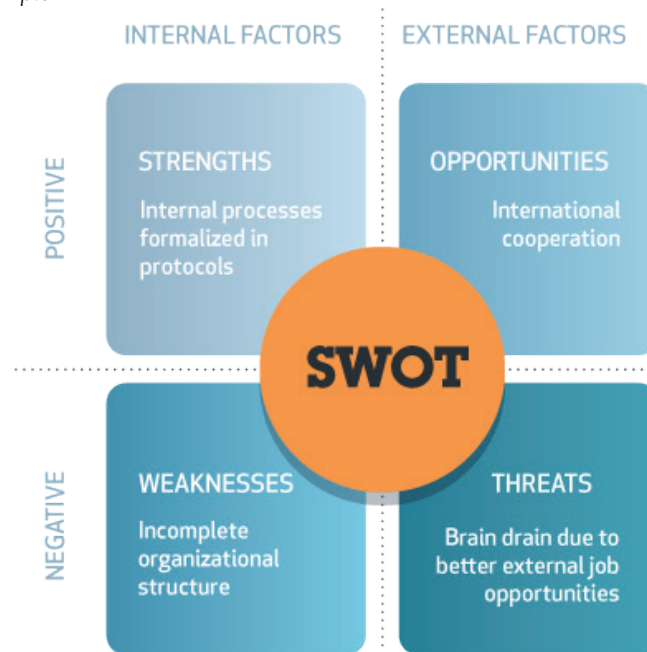 INTERNAL FACTORS
EXTERNAL FACTORS
POSITIVE
STRENGTHS
Internal processes
formalized in
protocols
OPPORTUNITIES
International
cooperation
SWOT
NEGATIVE
WEAKNESSES
Incomplete
organizational
structure
THREATS
Brain drain due to
better external job
opportunities